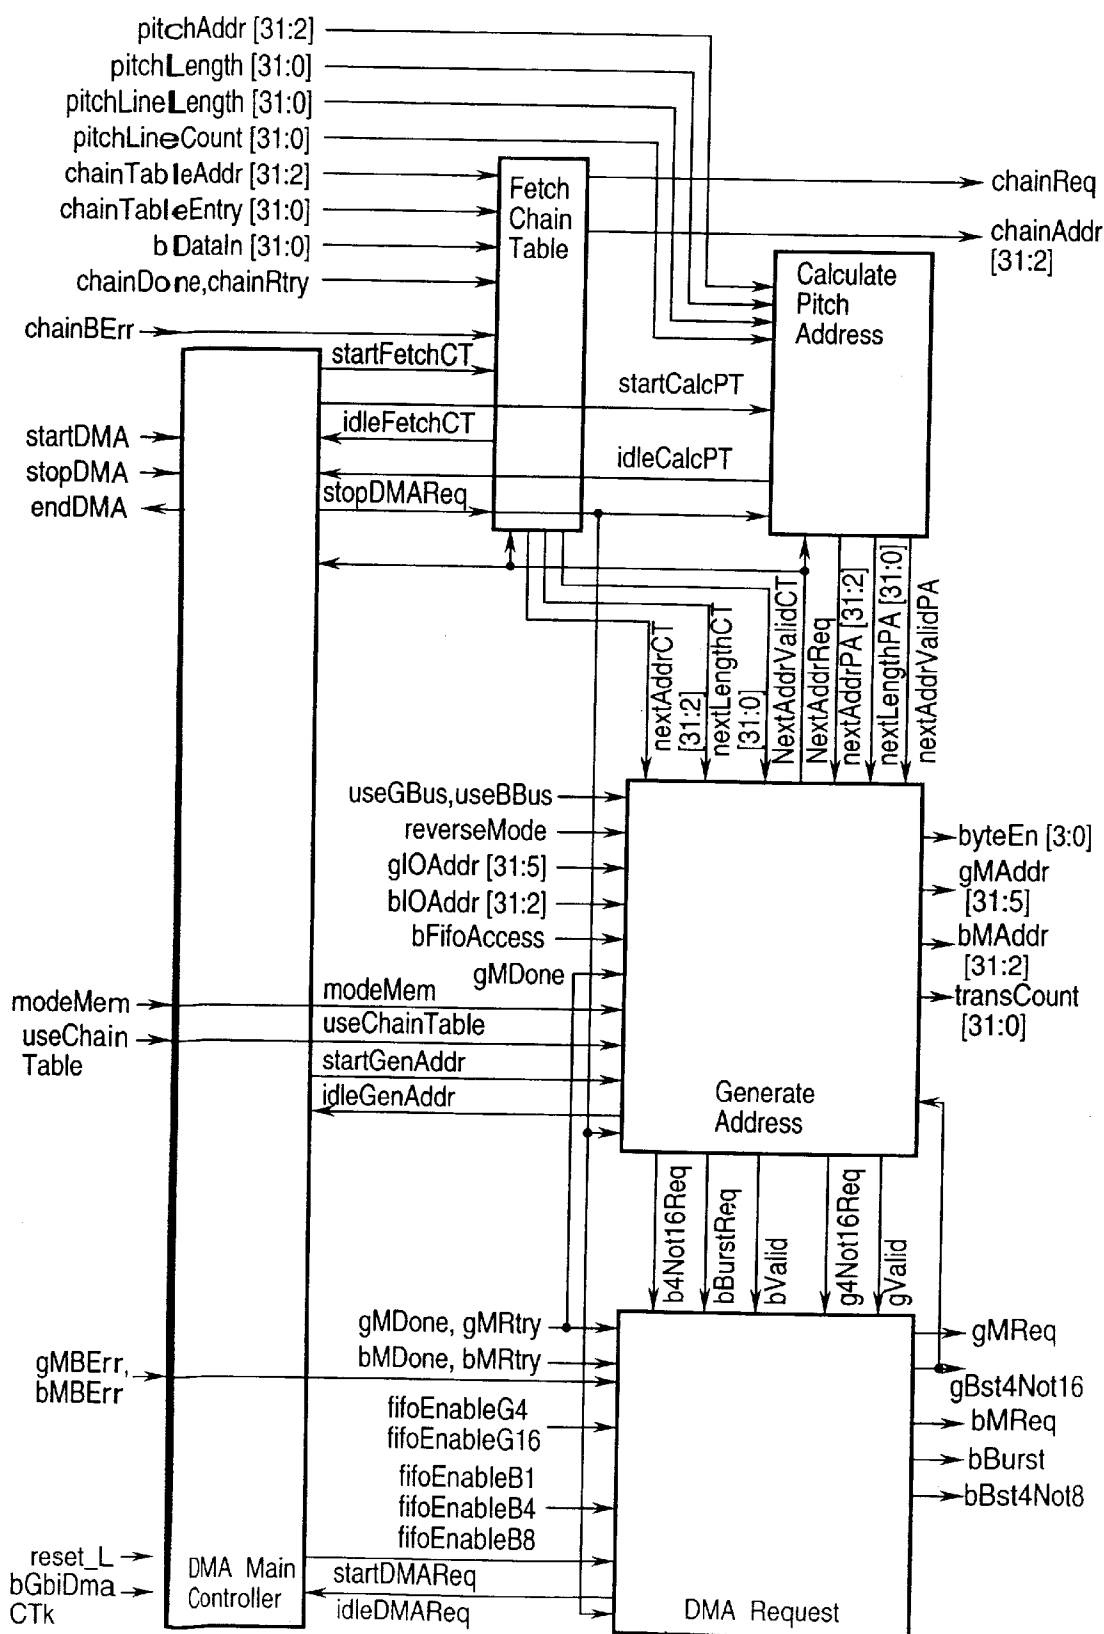 pitchAddr [31:2]
pitchLength [31:0]
pitchLineLength [31:0]
pitchLineCount [31:0]
chainTableAddr [31:2]
chainTableEntry [31:0]
bDataIn [31:0]
chainDone,chainRtry
chainBErr
Fetch
Chain
Table
chainReq
chainAddr
[31:2]
Calculate
Pitch
Address
startFetchCT
startCalcPT
idleFetchCT
idleCalcPT
stopDMAReq
startDMA
stopDMA
endDMA
nextAddrCT
[31:2]
nextLengthCT
[31:0]
NextAddrValidCT
NextAddrReq
nextAddrPA [31:2]
nextLengthPA [31:0]
nextAddrValidPA
useGBus,useBBus
reverseMode
gIOAddr [31:5]
bIOAddr [31:2]
bFifoAccess
gMDone
byteEn [3:0]
gMAddr
[31:5]
bMAddr
[31:2]
transCount
[31:0]
modeMem
useChain
Table
modeMem
useChainTable
startGenAddr
idleGenAddr
Generate
Address
b4Not16Req
bBurstReq
bValid
g4Not16Req
gValid
gMDone, gMRtry
bMDone, bMRtry
gMBErr,
bMBErr
fifoEnableG4
fifoEnableG16
fifoEnableB1
fifoEnableB4
fifoEnableB8
gMReq
gBst4Not16
bMReq
bBurst
bBst4Not8
reset_L
bGbiDma
CTk
DMA Main
Controller
startDMAReq
idleDMAReq
DMA Request